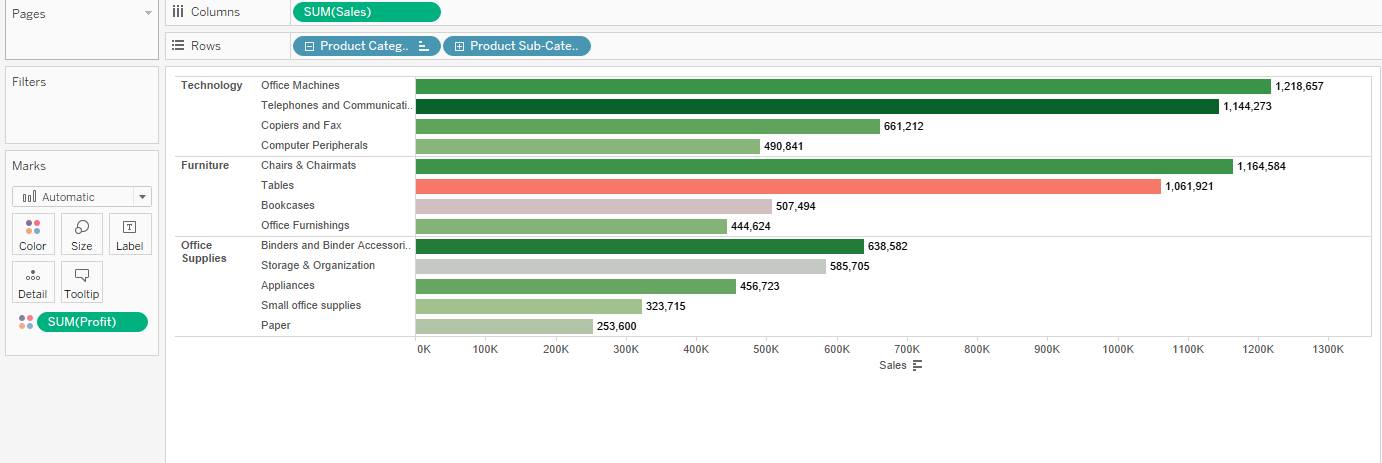 Pages
Columns
SUM(Sales)
Rows
Product Categ..
Product Sub-Cate..
Filters
Marks
Automatic
Color
Size
Label
Detail
Tooltip
SUM(Profit)
Technology
Office Machines
1,218,657
Telephones and Communicati..
1,144,273
Copiers and Fax
661,212
Computer Peripherals
490,841
Furniture
Chairs & Chairmats
1,164,584
Tables
1,061,921
Bookcases
507,494
Office Furnishings
444,624
Office
Supplies
Binders and Binder Accessori..
638,582
Storage & Organization
585,705
Appliances
456,723
Small office supplies
323,715
Paper
253,600
0K 100K 200K 300K 400K 500K 600K 700K 800K 900K 1000K 1100K 1200K 1300K
Sales